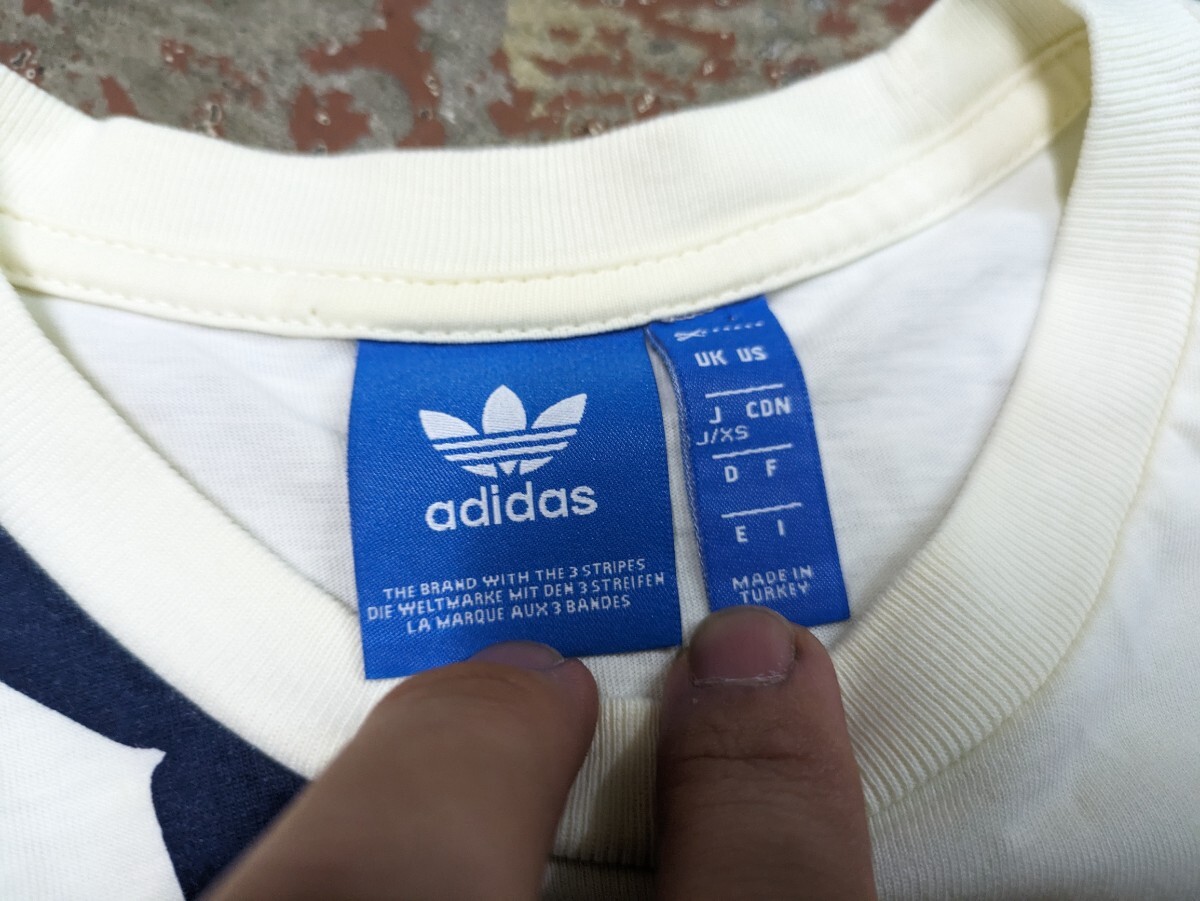 adidas
THE BRAND WITH THE 3 STRIPES
DIE WELTMARKE MIT DEN 3 STREIFEN
LA MARQUE AUX 3 BANDES
UK US
J CDN
J/XS
D F
E I
MADE IN
TURKEY